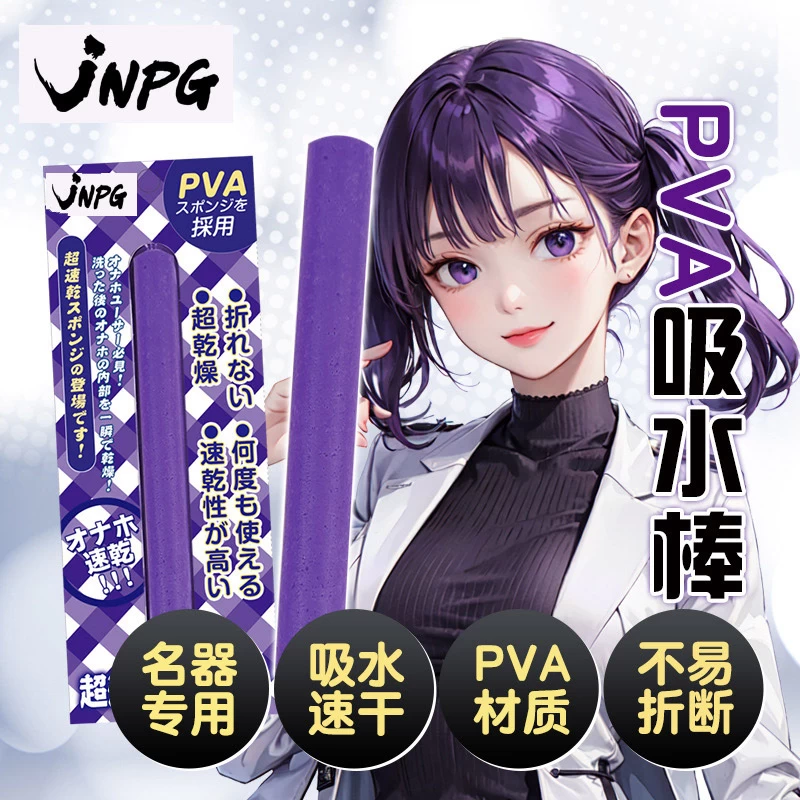 JNPG
JNPG
PVA
スポンジを
採用
オナホユーザー必見!
洗った後のオナホの内部を一瞬で乾燥!
超速乾スポンジの登場です!
●折れない
●超乾燥
●何度も使える
●速乾性が高い
オナホ
速乾
!!!
超
PVA吸水棒
名器
专用
吸水
速干
PVA
材质
不易
折断